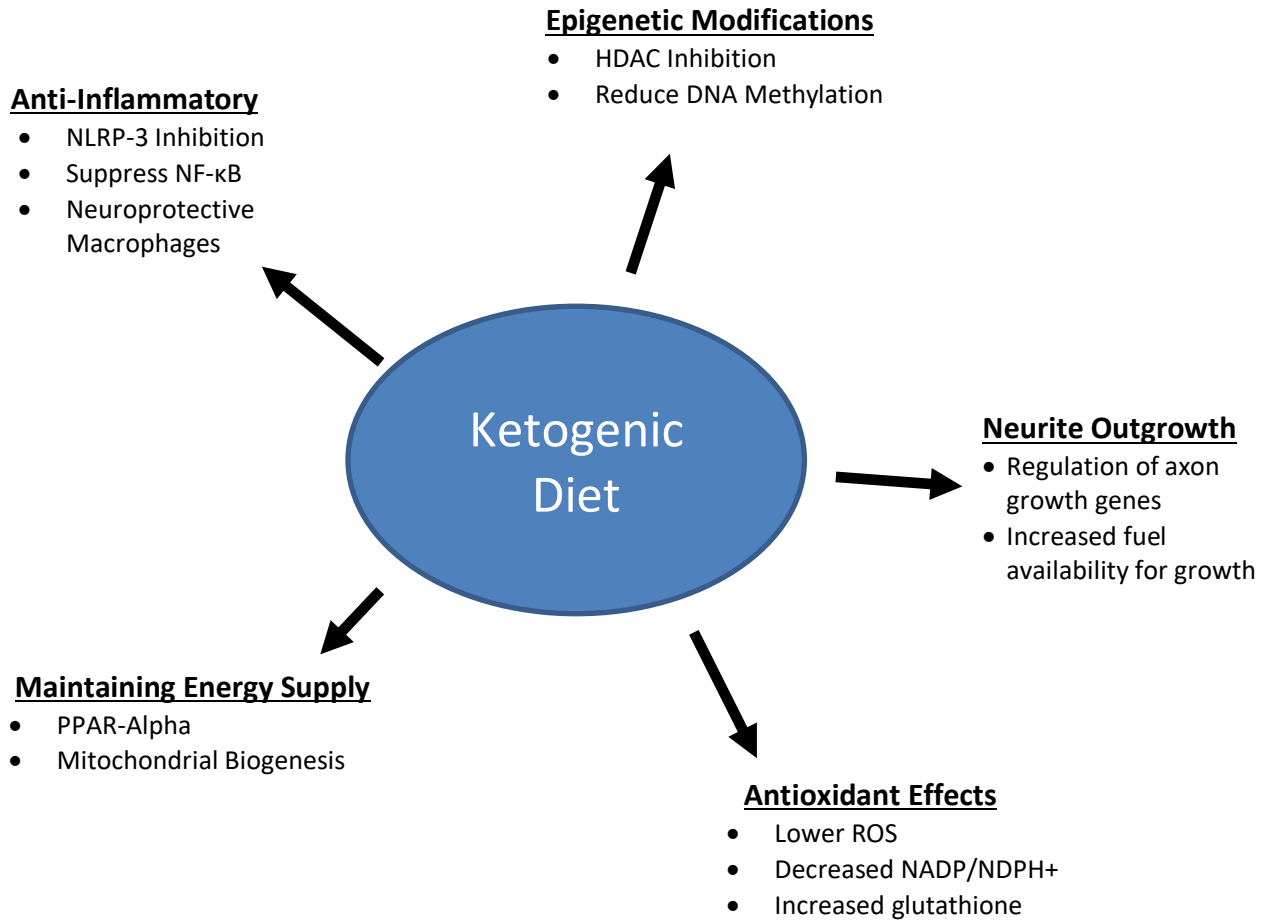 Epigenetic Modifications
• HDAC Inhibition
• Reduce DNA Methylation
Anti-Inflammatory
• NLRP-3 Inhibition
• Suppress NF-κB
• Neuroprotective
Macrophages
Ketogenic
Diet
Neurite Outgrowth
• Regulation of axon
growth genes
• Increased fuel
availability for growth
Maintaining Energy Supply
• PPAR-Alpha
• Mitochondrial Biogenesis
Antioxidant Effects
• Lower ROS
• Decreased NADP/NDPH+
• Increased glutathione